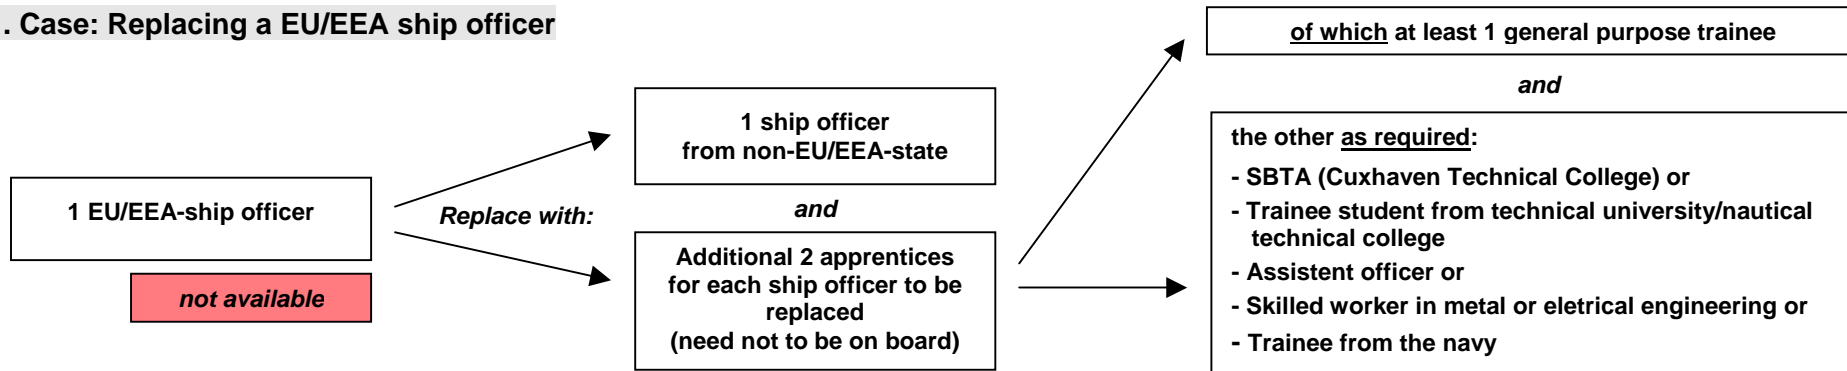 . Case: Replacing a EU/EEA ship officer
1 EU/EEA-ship officer
not available
Replace with:
1 ship officer
from non-EU/EEA-state
and
Additional 2 apprentices
for each ship officer to be
replaced
(need not to be on board)
of which at least 1 general purpose trainee
and
the other as required:
- SBTA (Cuxhaven Technical College) or
- Trainee student from technical university/nautical
technical college
- Assistent officer or
- Skilled worker in metal or eletrical engineering or
- Trainee from the navy